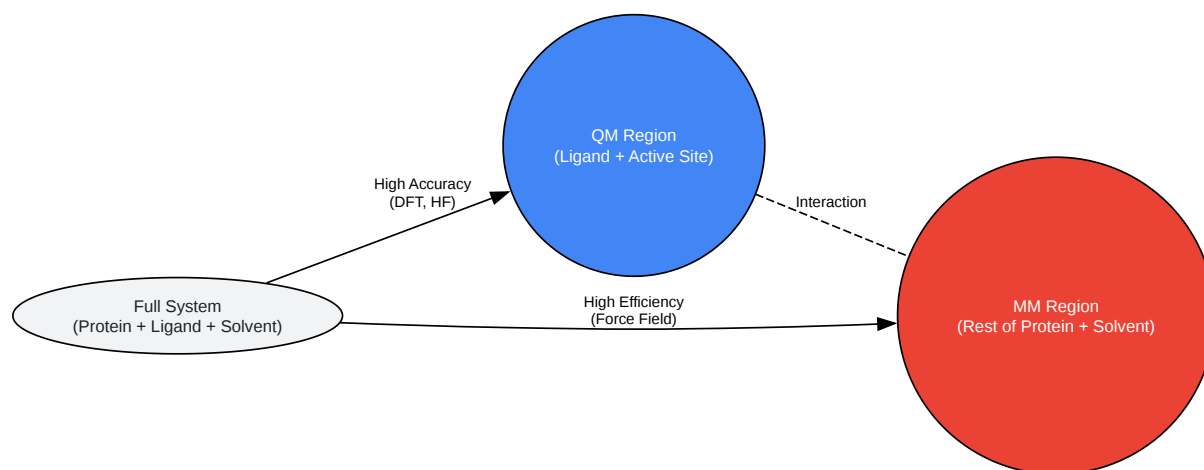 QM Region
(Ligand + Active Site)
High Accuracy
(DFT, HF)
Interaction
Full System
(Protein + Ligand + Solvent)
High Efficiency
(Force Field)
MM Region
(Rest of Protein + Solvent)